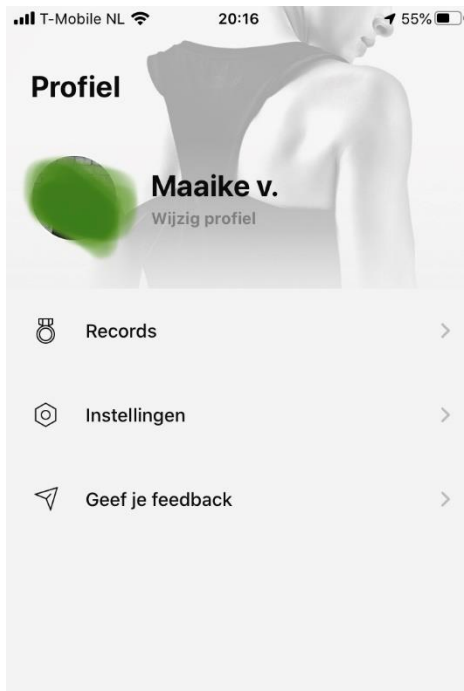 T-Mobile NL 20:16 55%
Profiel
Maaike v.
Wijzig profiel
Records
Instellingen
Geef je feedback